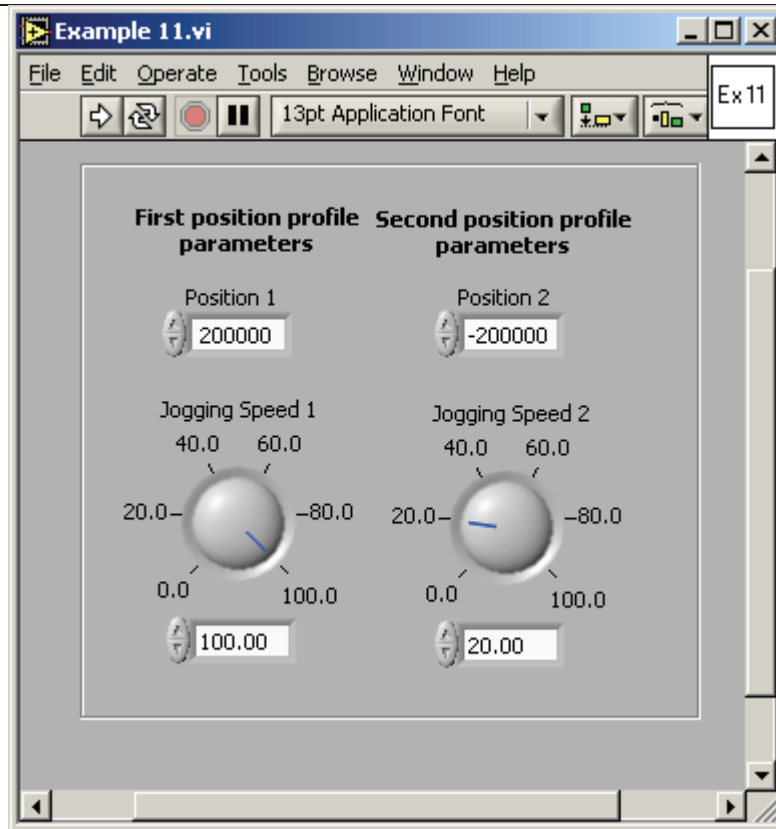 Example 11.vi
File Edit Operate Tools Browse Window Help
13pt Application Font
Ex 11
First position profile
parameters
Second position profile
parameters
Position 1
200000
Position 2
-200000
Jogging Speed 1
40.0 60.0
20.0 80.0
0.0 100.0
100.00
Jogging Speed 2
40.0 60.0
20.0 80.0
0.0 100.0
20.00